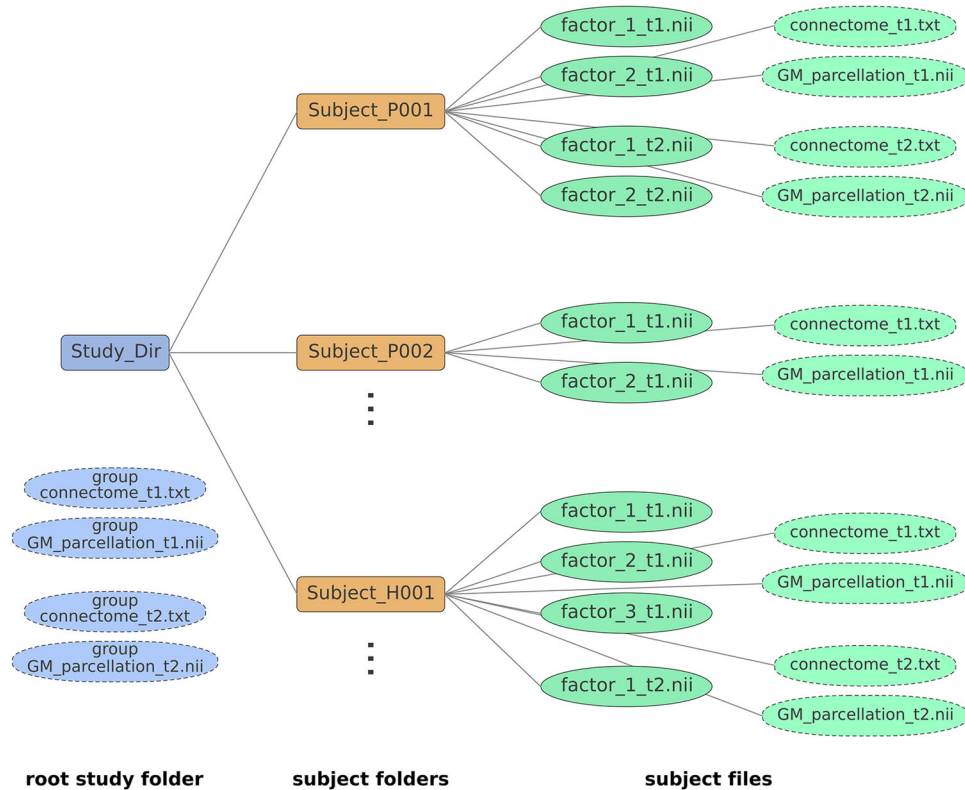 factor_1_t1.nii
connectome_t1.txt
factor_2_t1.nii
GM_parcellation_t1.nii
Subject_P001
factor_1_t2.nii
connectome_t2.txt
factor_2_t2.nii
GM_parcellation_t2.nii
factor_1_t1.nii
connectome_t1.txt
Study_Dir
Subject_P002
factor_2_t1.nii
GM_parcellation_t1.nii
group
connectome_t1.txt
group
GM_parcellation_t1.nii
group
connectome_t2.txt
group
GM_parcellation_t2.nii
factor_1_t1.nii
connectome_t1.txt
factor_2_t1.nii
GM_parcellation_t1.nii
Subject_H001
factor_3_t1.nii
connectome_t2.txt
factor_1_t2.nii
GM_parcellation_t2.nii
root study folder
subject folders
subject files